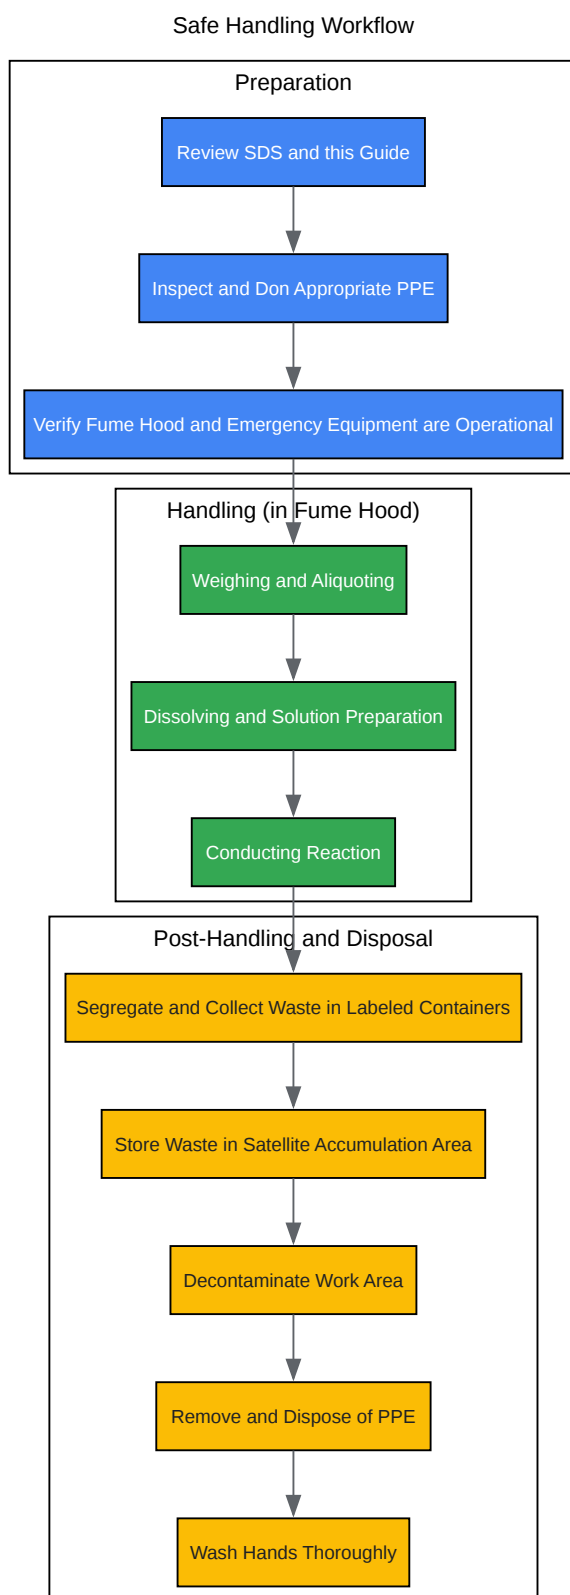 Safe Handling Workflow
Preparation
Review SDS and this Guide
Inspect and Don Appropriate PPE
Verify Fume Hood and Emergency Equipment are Operational
Handling (in Fume Hood)
Weighing and Aliquoting
Dissolving and Solution Preparation
Conducting Reaction
Post-Handling and Disposal
Segregate and Collect Waste in Labeled Containers
Store Waste in Satellite Accumulation Area
Decontaminate Work Area
Remove and Dispose of PPE
Wash Hands Thoroughly